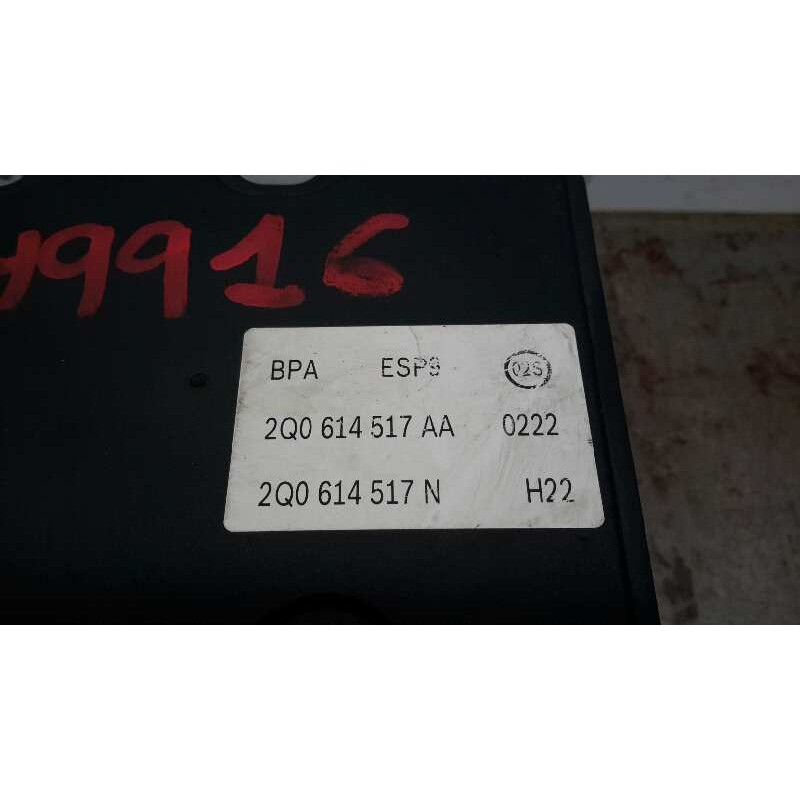 49916
BPA ESP9 02S
2Q0 614 517 AA 0222
2Q0 614 517 N H22